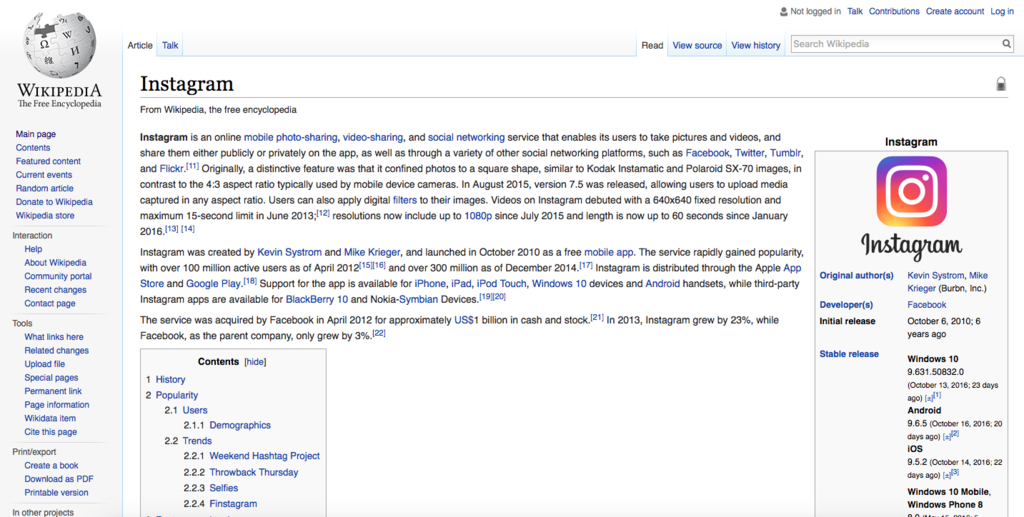 Not logged in Talk Contributions Create account Log in
Article Talk
Read View source View history
Search Wikipedia
WIKIPEDIA
The Free Encyclopedia
Main page
Contents
Featured content
Current events
Random article
Donate to Wikipedia
Wikipedia store
Interaction
Help
About Wikipedia
Community portal
Recent changes
Contact page
Tools
What links here
Related changes
Upload file
Special pages
Permanent link
Page information
Wikidata item
Cite this page
Print/export
Create a book
Download as PDF
Printable version
In other projects
Instagram
From Wikipedia, the free encyclopedia
Instagram is an online mobile photo-sharing, video-sharing, and social networking service that enables its users to take pictures and videos, and
share them either publicly or privately on the app, as well as through a variety of other social networking platforms, such as Facebook, Twitter, Tumblr,
and Flickr.[11] Originally, a distinctive feature was that it confined photos to a square shape, similar to Kodak Instamatic and Polaroid SX-70 images, in
contrast to the 4:3 aspect ratio typically used by mobile device cameras. In August 2015, version 7.5 was released, allowing users to upload media
captured in any aspect ratio. Users can also apply digital filters to their images. Videos on Instagram debuted with a 640x640 fixed resolution and
maximum 15-second limit in June 2013;[12] resolutions now include up to 1080p since July 2015 and length is now up to 60 seconds since January
2016.[13] [14]
Instagram was created by Kevin Systrom and Mike Krieger, and launched in October 2010 as a free mobile app. The service rapidly gained popularity,
with over 100 million active users as of April 2012[15][16] and over 300 million as of December 2014.[17] Instagram is distributed through the Apple App
Store and Google Play.[18] Support for the app is available for iPhone, iPad, iPod Touch, Windows 10 devices and Android handsets, while third-party
Instagram apps are available for BlackBerry 10 and Nokia-Symbian Devices.[19][20]
The service was acquired by Facebook in April 2012 for approximately US$1 billion in cash and stock.[21] In 2013, Instagram grew by 23%, while
Facebook, as the parent company, only grew by 3%.[22]
Contents [hide]
1 History
2 Popularity
2.1 Users
2.1.1 Demographics
2.2 Trends
2.2.1 Weekend Hashtag Project
2.2.2 Throwback Thursday
2.2.3 Selfies
2.2.4 Finstagram
Instagram
Instagram
Original author(s) Kevin Systrom, Mike
Krieger (Burbn, Inc.)
Developer(s) Facebook
Initial release October 6, 2010; 6
years ago
Stable release
Windows 10
9.631.50832.0
(October 13, 2016; 23 days
ago) [±][1]
Android
9.6.5 (October 16, 2016; 20
days ago) [±][2]
iOS
9.5.2 (October 14, 2016; 22
days ago) [±][3]
Windows 10 Mobile,
Windows Phone 8